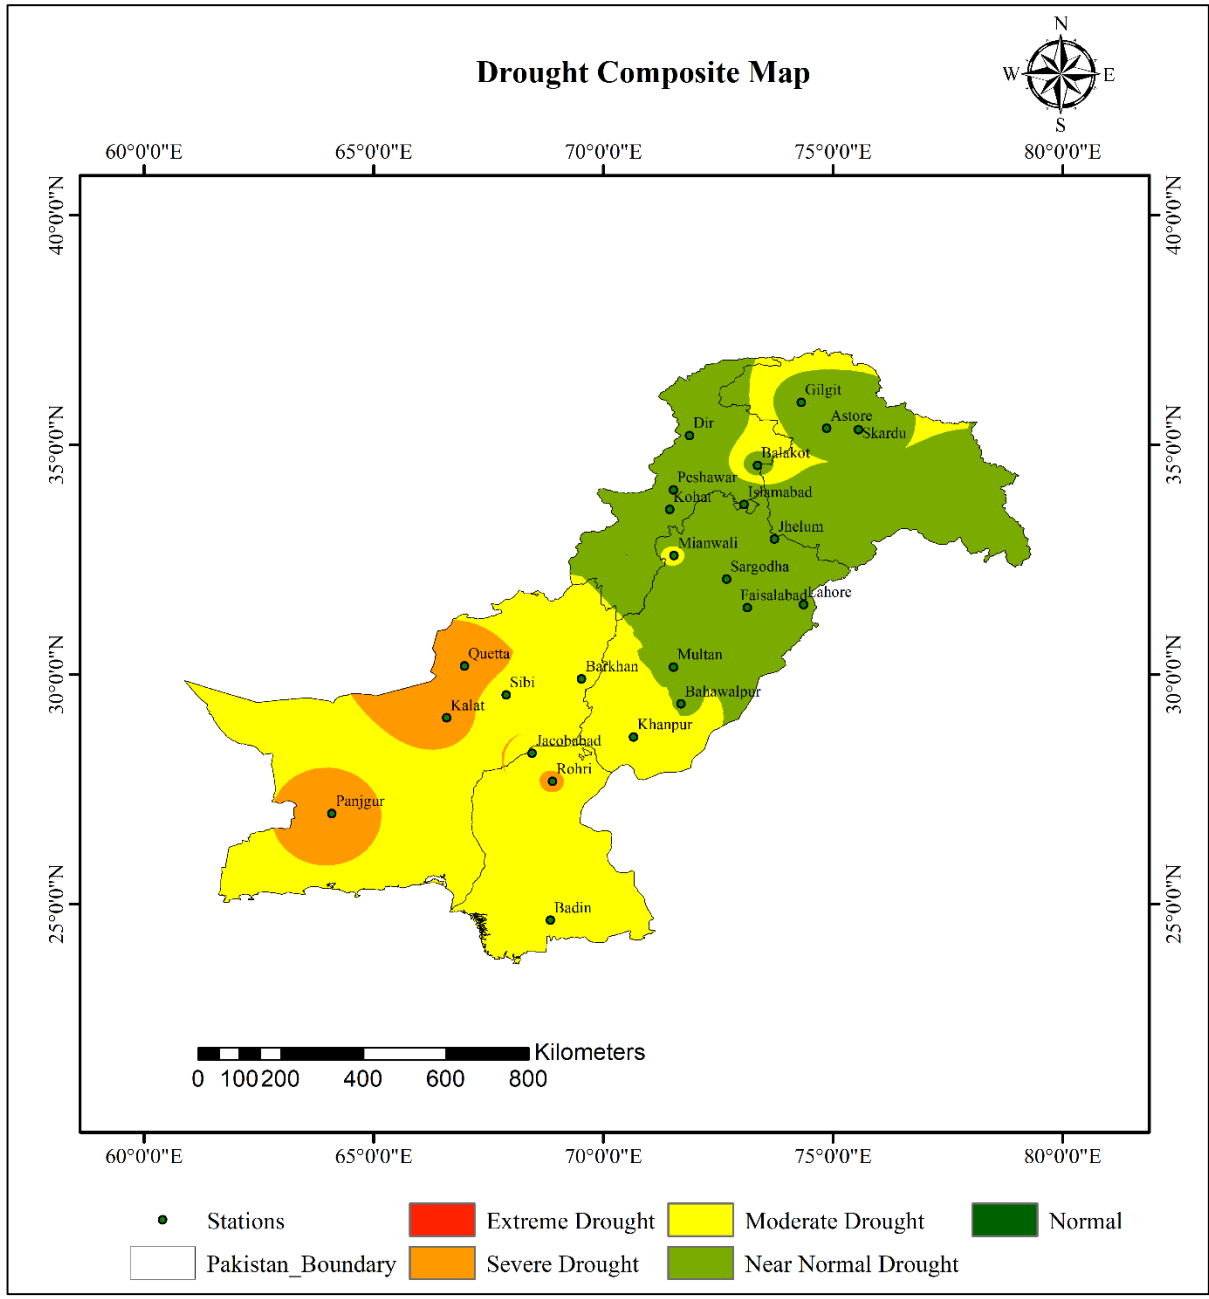 Drought Composite Map
N
W E
S
60°0'0"E 65°0'0"E 70°0'0"E 75°0'0"E 80°0'0"E
40°0'0"N 40°0'0"N
Gilgit
Astore
Skardu
Dir
35°0'0"N 35°0'0"N
Balakot
Peshawar
Islamabad
Kohat
Jhelum
Mianwali
Sargodha
Faisalabad Lahore
Quetta
Multan
Barkhan
30°0'0"N 30°0'0"N
Sibi
Bahawalpur
Kalat
Khanpur
Jacobabad
Rohri
Panjgur
25°0'0"N 25°0'0"N
Badin
Kilometers
0 100 200 400 600 800
60°0'0"E 65°0'0"E 70°0'0"E 75°0'0"E 80°0'0"E
Stations Extreme Drought Moderate Drought Normal
Pakistan_Boundary Severe Drought Near Normal Drought